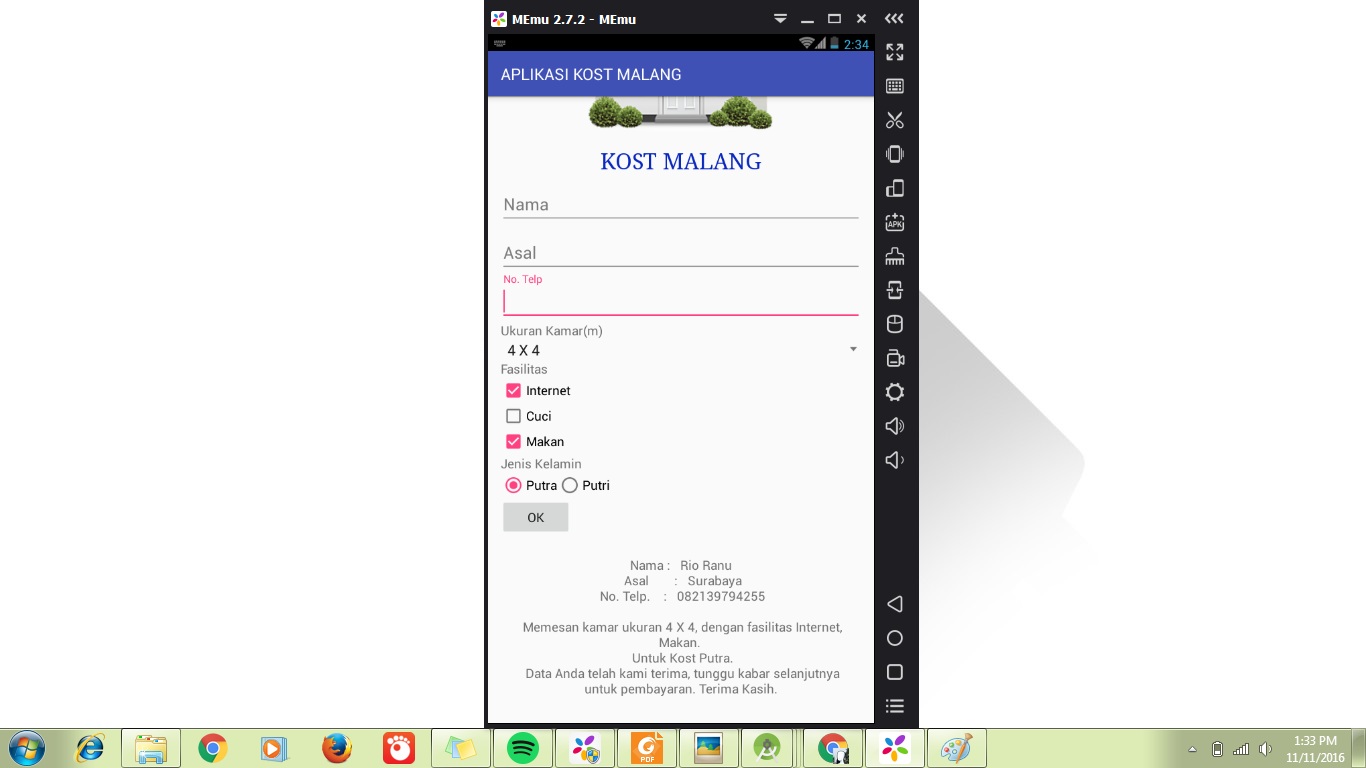 MEmu 2.7.2 - MEmu
2:34
APLIKASI KOST MALANG
APK
KOST MALANG
Nama
Asal
No. Telp
Ukuran Kamar(m)
4 X 4
Fasilitas
Internet
Cuci
Makan
Jenis Kelamin
Putra Putri
OK
Nama : Rio Ranu
Asal : Surabaya
No. Telp. : 082139794255
Memesan kamar ukuran 4 X 4, dengan fasilitas Internet,
Makan.
Untuk Kost Putra.
Data Anda telah kami terima, tunggu kabar selanjutnya
untuk pembayaran. Terima Kasih.
PDF
1:33 PM
11/11/2016